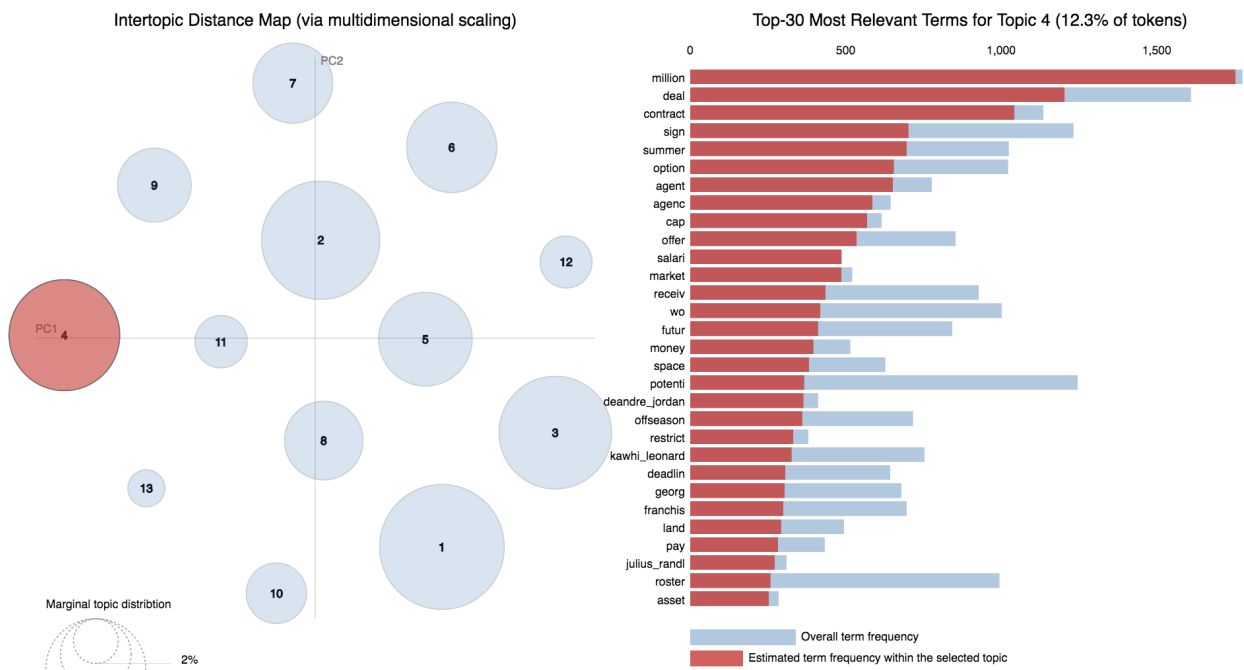 Intertopic Distance Map (via multidimensional scaling)
PC2
7
6
9
2
12
PC1
4
11
5
8
3
13
1
10
Marginal topic distribtion
2%
Top-30 Most Relevant Terms for Topic 4 (12.3% of tokens)
0 500 1,000 1,500
million
deal
contract
sign
summer
option
agent
agenc
cap
offer
salari
market
receiv
wo
futur
money
space
potenti
deandre_jordan
offseason
restrict
kawhi_leonard
deadlin
georg
franchis
land
pay
julius_randl
roster
asset
Overall term frequency
Estimated term frequency within the selected topic